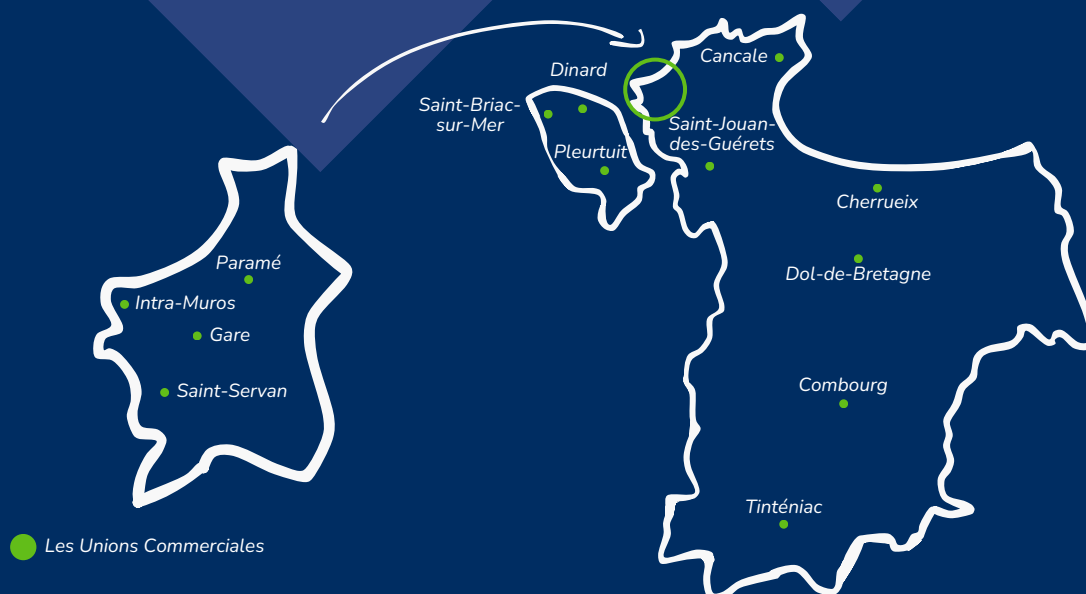 Cancale
Dinard
Saint-Briac-
sur-Mer
Saint-Jouan-
des-Guérets
Pleurtuit
Cherrueix
Dol-de-Bretagne
Combourg
Tinténiac
Paramé
Intra-Muros
Gare
Saint-Servan
Les Unions Commerciales